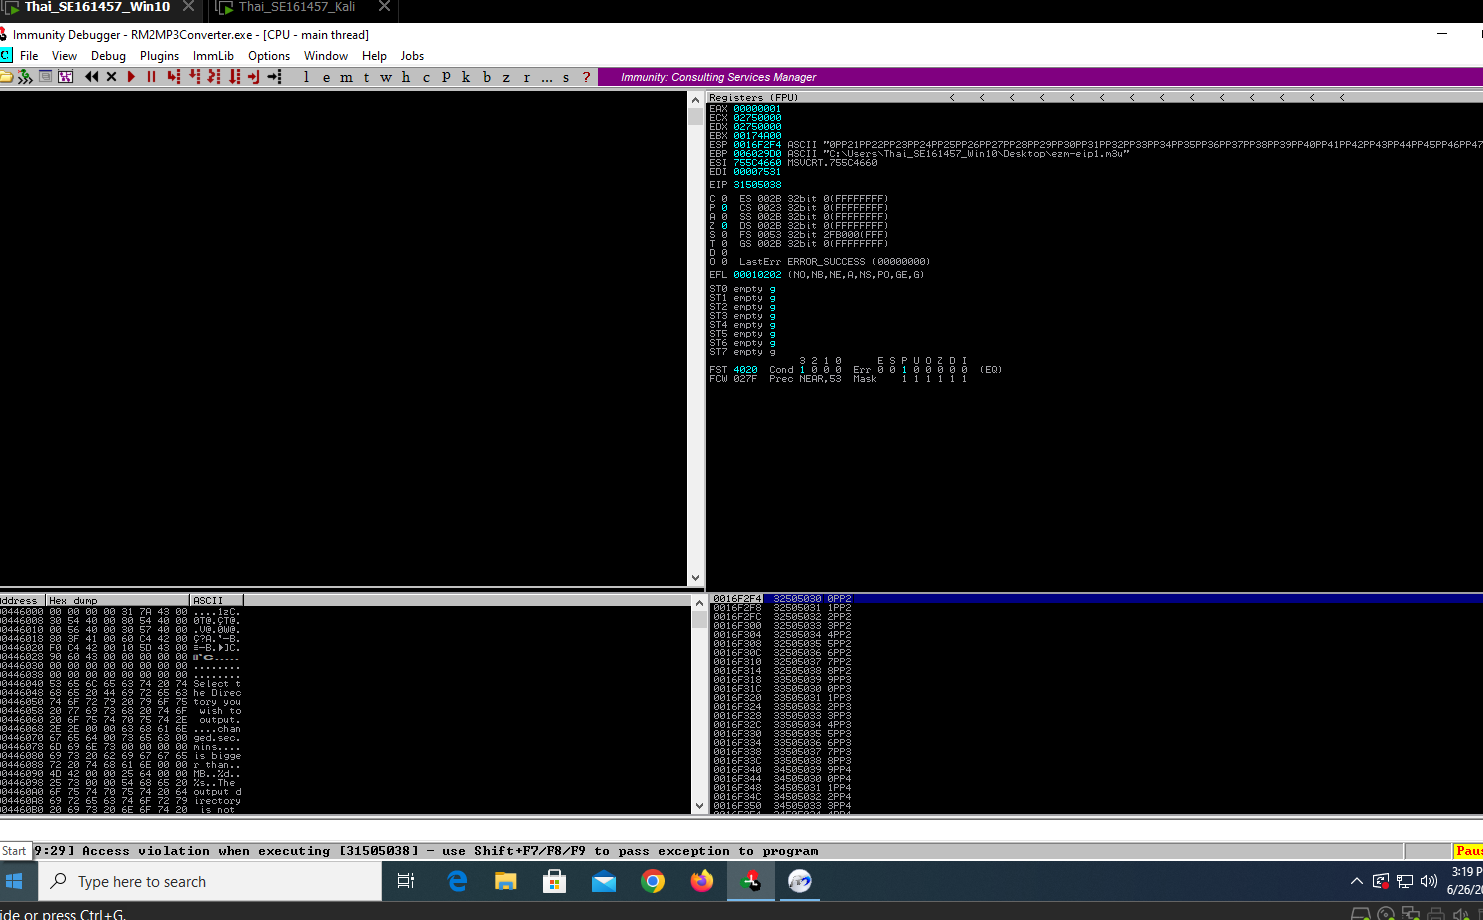 Thai_SE161457_Win10 Thai_SE161457_Kali
Immunity Debugger - RM2MP3Converter.exe - [CPU - main thread]
C File View Debug Plugins ImmLib Options Window Help Jobs
l e m t w h c P k b z r ... s ? Immunity: Consulting Services Manager
Registers (FPU) < < < < < < < < < < < < < <
EAX 00000001
ECX 02750000
EDX 02750000
EBX 00174A00
ESP 0016F2F4 ASCII "0PP21PP22PP23PP24PP25PP26PP27PP28PP29PP30PP31PP32PP33PP34PP35PP36PP37PP38PP39PP40PP41PP42PP43PP44PP45PP46PP47
EBP 006029D0 ASCII "C:\Users\Thai_SE161457_Win10\Desktop\ezm-eip1.m3u"
ESI 755C4660 MSVCRT.755C4660
EDI 00007531
EIP 31505038
C 0 ES 002B 32bit 0(FFFFFFFF)
P 0 CS 0023 32bit 0(FFFFFFFF)
A 0 SS 002B 32bit 0(FFFFFFFF)
Z 0 DS 002B 32bit 0(FFFFFFFF)
S 0 FS 0053 32bit 2FB000(FFF)
T 0 GS 002B 32bit 0(FFFFFFFF)
D 0
O 0 LastErr ERROR_SUCCESS (00000000)
EFL 00010202 (NO,NB,NE,A,NS,PO,GE,G)
ST0 empty g
ST1 empty g
ST2 empty g
ST3 empty g
ST4 empty g
ST5 empty g
ST6 empty g
ST7 empty g
3 2 1 0 E S P U O Z D I
FST 4020 Cond 1 0 0 0 Err 0 0 1 0 0 0 0 0 (EQ)
FCW 027F Prec NEAR,53 Mask 1 1 1 1 1 1
Address Hex dump ASCII
00446000 00 00 00 00 31 7A 43 00 ....1zC.
00446008 30 54 40 00 80 54 40 00 0T@.ÇT@.
00446010 00 56 40 00 30 57 40 00 .V@.0W@.
00446018 80 3F 41 00 60 C4 42 00 Ç?A.`─B.
00446020 F0 C4 42 00 10 5D 43 00 ≡─B.►]C.
00446028 90 60 43 00 00 00 00 00
00446030 00 00 00 00 00 00 00 00 ........
00446038 00 00 00 00 00 00 00 00 ........
00446040 53 65 6C 65 63 74 20 74 Select t
00446048 68 65 20 44 69 72 65 63 he Direc
00446050 74 6F 72 79 20 79 6F 75 tory you
00446058 20 77 69 73 68 20 74 6F wish to
00446060 20 6F 75 74 70 75 74 2E output.
00446068 2E 2E 00 00 63 68 61 6E ....chan
00446070 67 65 64 00 73 65 63 00 ged.sec.
00446078 6D 69 6E 73 00 00 00 00 mins....
00446080 69 73 20 62 69 67 67 65 is bigge
00446088 72 20 74 68 61 6E 00 00 r than..
00446090 4D 42 00 00 25 64 00 00 MB..%d..
00446098 25 73 00 00 54 68 65 20 %s..The
004460A0 6F 75 74 70 75 74 20 64 output d
004460A8 69 72 65 63 74 6F 72 79 irectory
004460B0 20 69 73 20 6E 6F 74 20 is not
0016F2F4 32505030 0PP2
0016F2F8 32505031 1PP2
0016F2FC 32505032 2PP2
0016F300 32505033 3PP2
0016F304 32505034 4PP2
0016F308 32505035 5PP2
0016F30C 32505036 6PP2
0016F310 32505037 7PP2
0016F314 32505038 8PP2
0016F318 33505039 9PP3
0016F31C 33505030 0PP3
0016F320 33505031 1PP3
0016F324 33505032 2PP3
0016F328 33505033 3PP3
0016F32C 33505034 4PP3
0016F330 33505035 5PP3
0016F334 33505036 6PP3
0016F338 33505037 7PP3
0016F33C 33505038 8PP3
0016F340 34505039 9PP4
0016F344 34505030 0PP4
0016F348 34505031 1PP4
0016F34C 34505032 2PP4
0016F350 34505033 3PP4
Start 9:29] Access violation when executing [31505038] - use Shift+F7/F8/F9 to pass exception to program Paus
Type here to search
3:19 P
6/26/20
ide or press Ctrl+G.